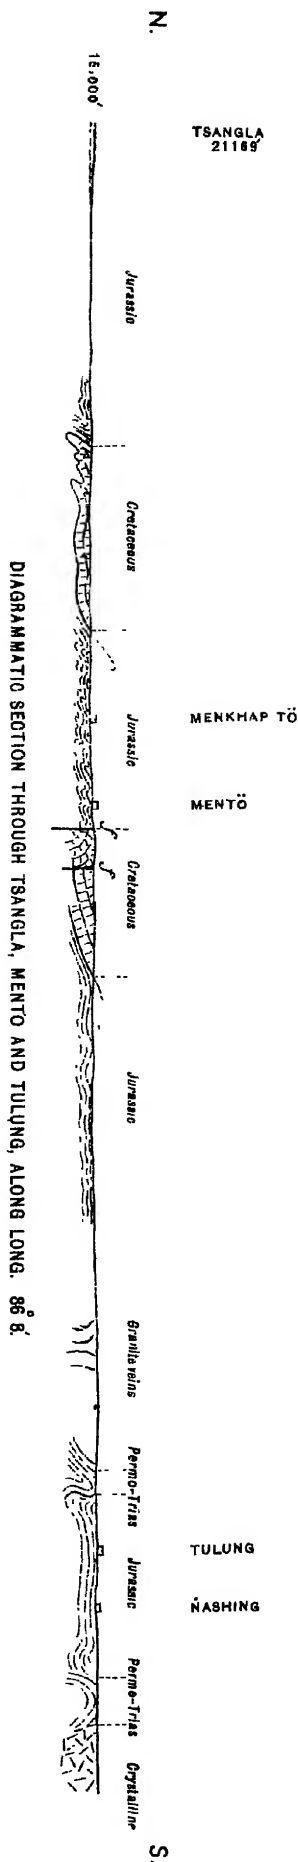 N.
TSANGLA
21169'
15,000'
Jurassic
Cretaceous
Jurassic
MENKHAP TÖ
MENTÖ
Cretaceous
Jurassic
Granite veins
Permo-Trias
Jurassic
TULUNG
ÑASHING
Permo-Trias
Crystalline
S.
DIAGRAMMATIC SECTION THROUGH TSANGLA, MENTO AND TULUNG, ALONG LONG. 86° 8'.